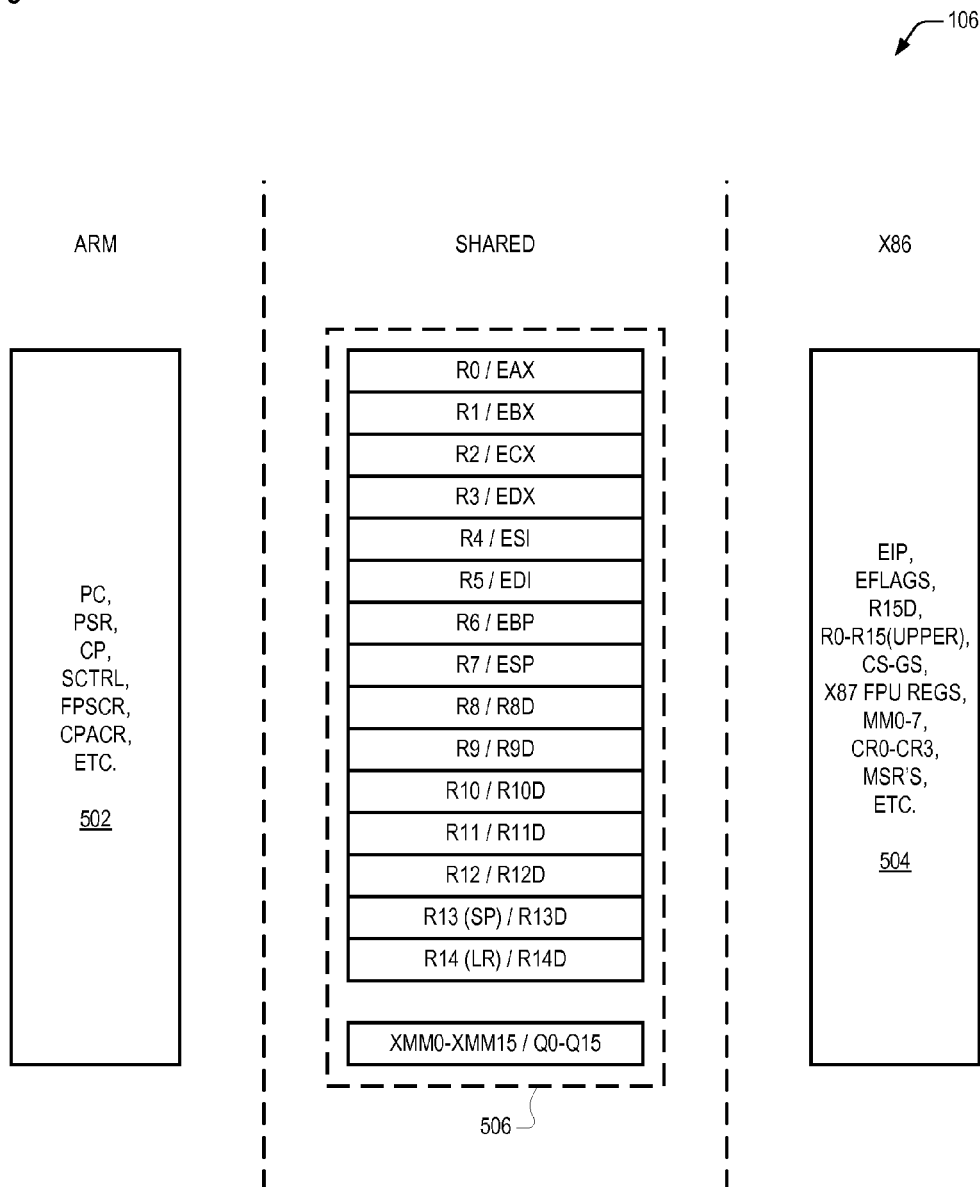 106
ARM
SHARED
X86
PC,
PSR,
CP,
SCTRL,
FPSCR,
CPACR,
ETC.
502
R0 / EAX
R1 / EBX
R2 / ECX
R3 / EDX
R4 / ESI
R5 / EDI
R6 / EBP
R7 / ESP
R8 / R8D
R9 / R9D
R10 / R10D
R11 / R11D
R12 / R12D
R13 (SP) / R13D
R14 (LR) / R14D
XMM0-XMM15 / Q0-Q15
506
EIP,
EFLAGS,
R15D,
R0-R15(UPPER),
CS-GS,
X87 FPU REGS,
MM0-7,
CR0-CR3,
MSR'S,
ETC.
504